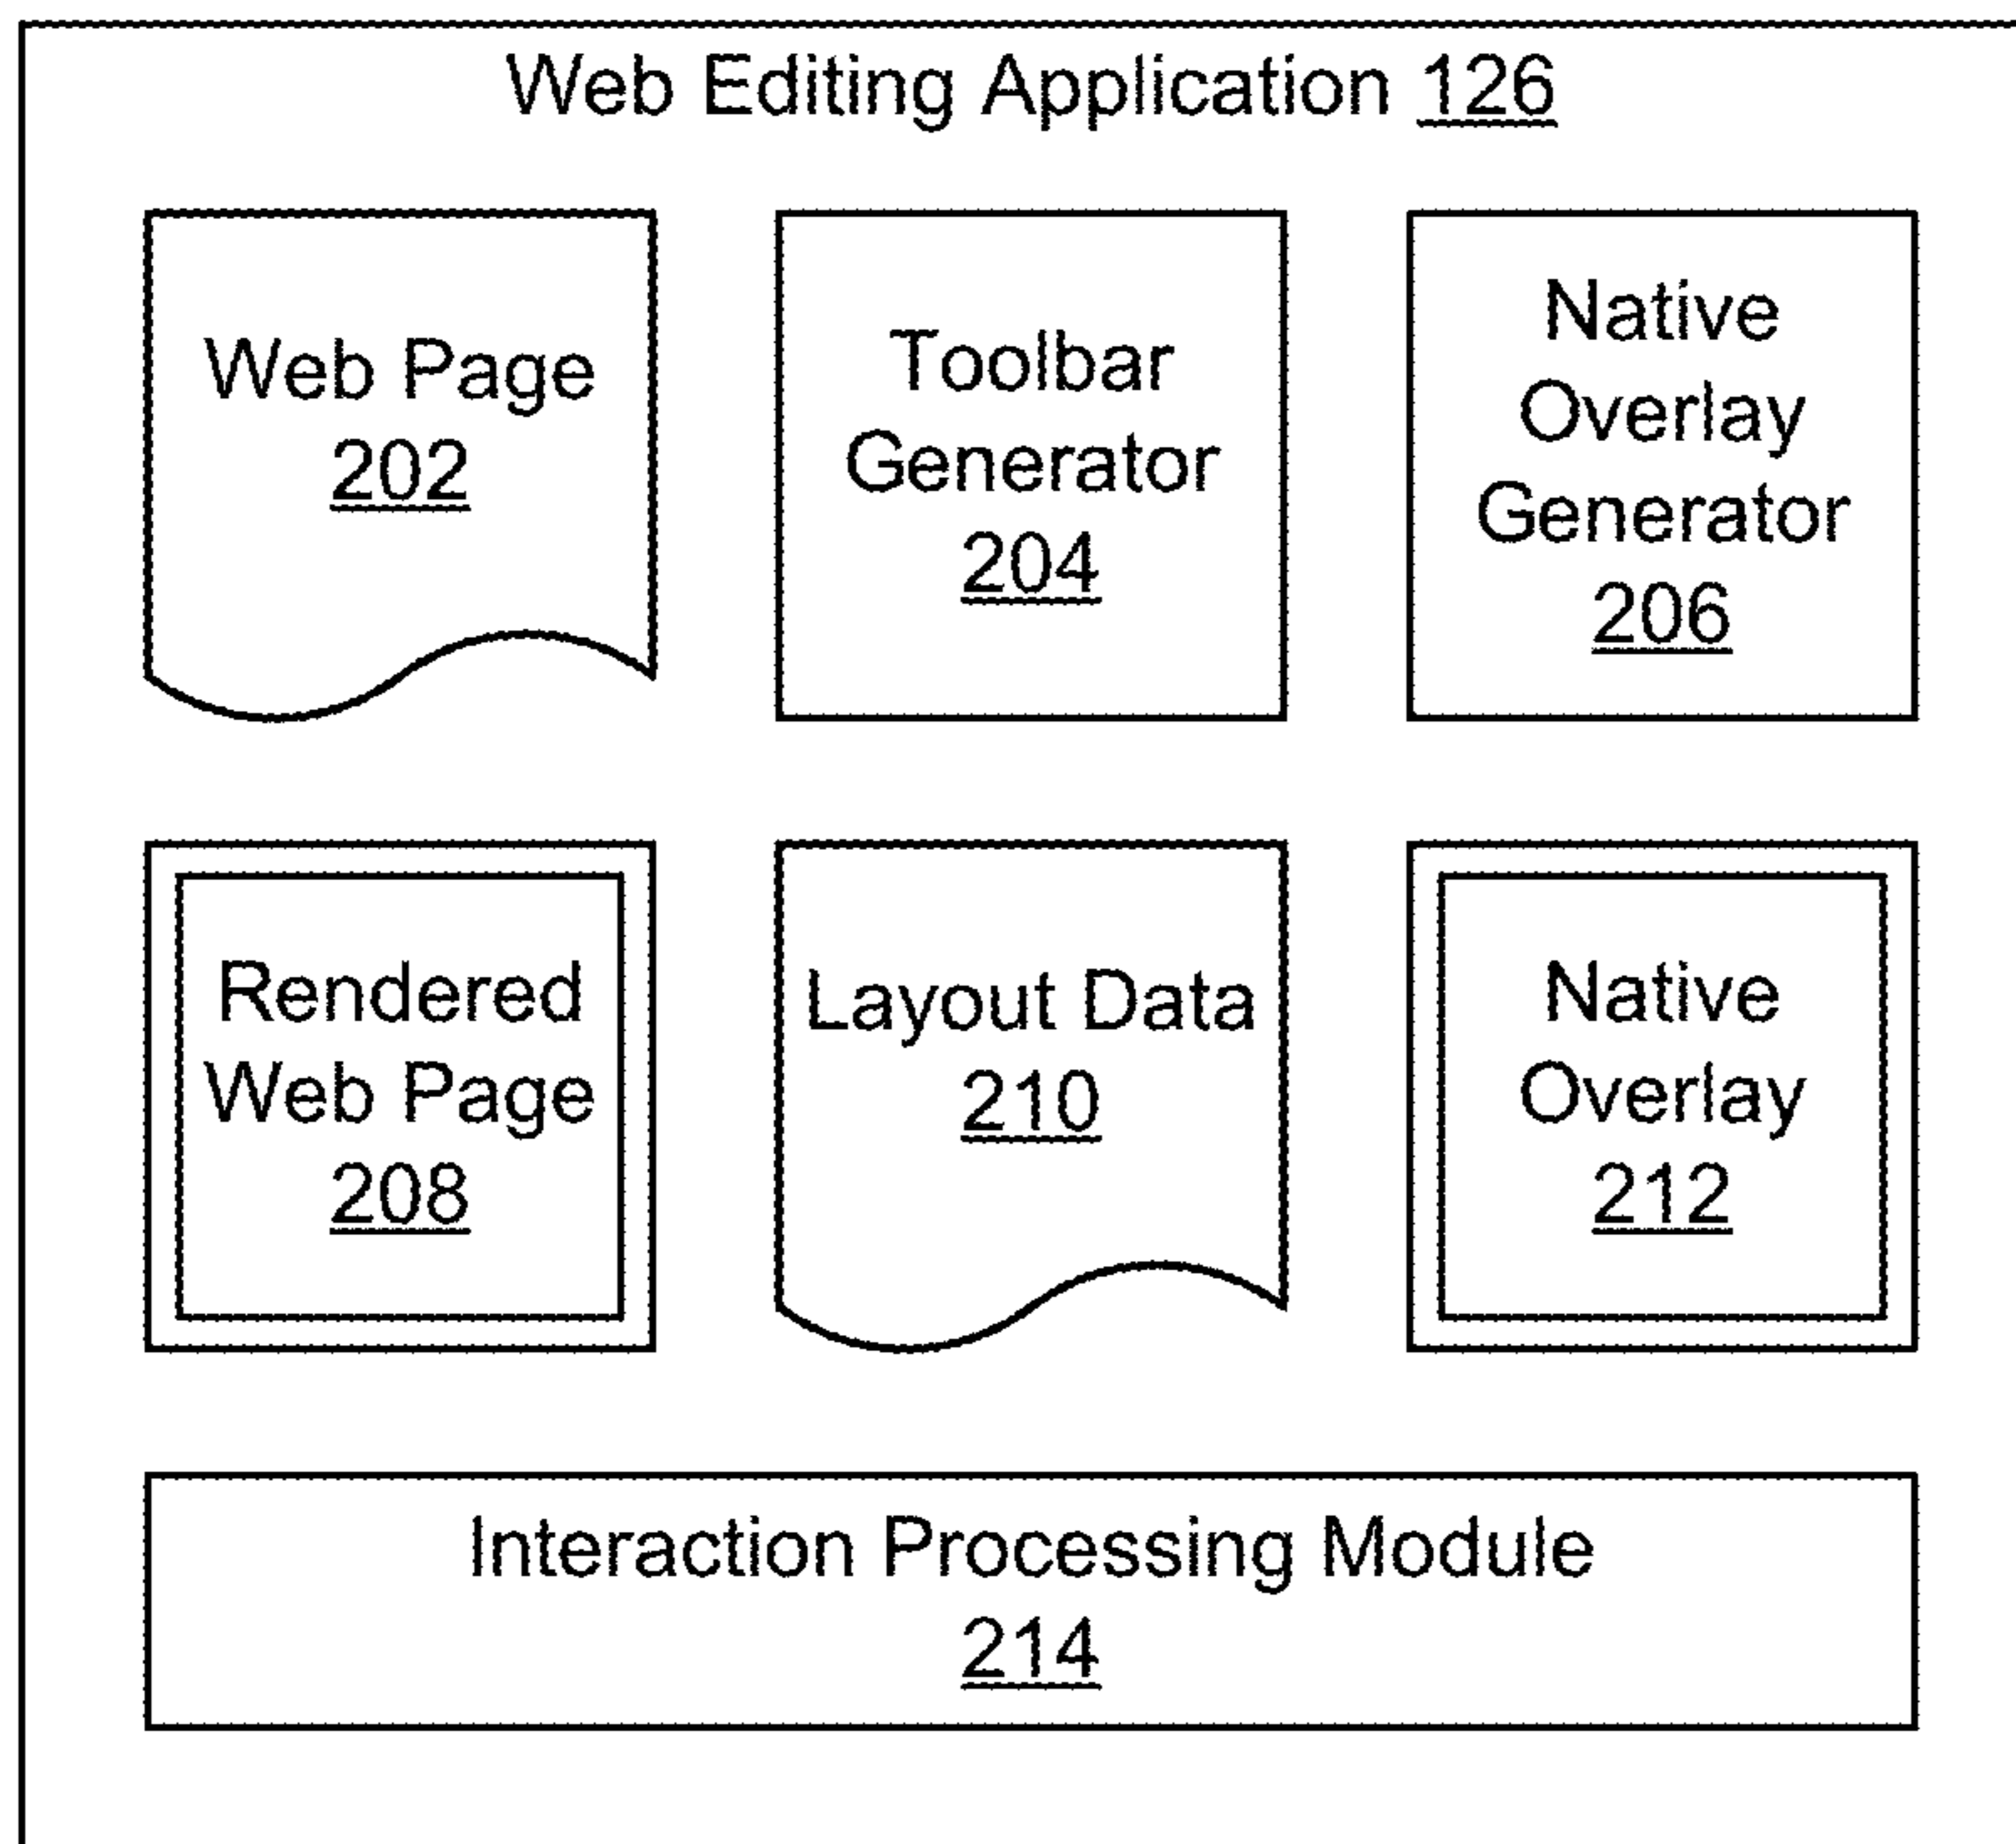 Web Editing Application 126
Web Page
202
Toolbar
Generator
204
Native
Overlay
Generator
206
Rendered
Web Page
208
Layout Data
210
Native
Overlay
212
Interaction Processing Module
214